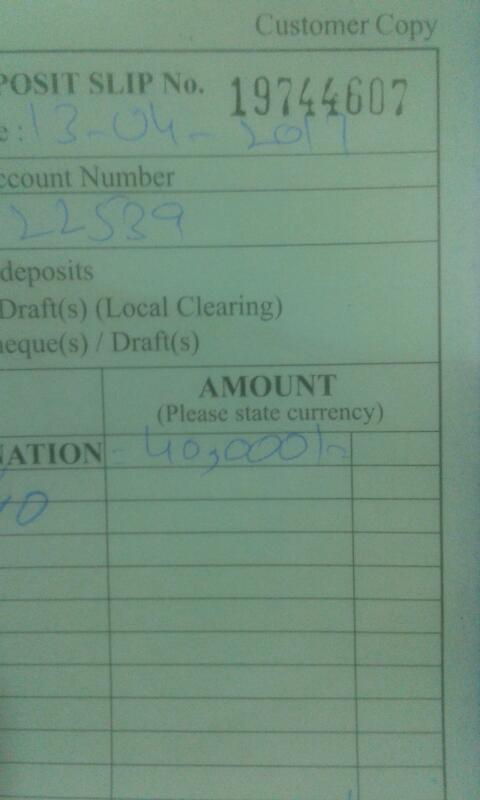 Customer Copy
POSIT SLIP No. 19744607
e : 13-04-2017
ccount Number
22539
deposits
Draft(s) (Local Clearing)
heque(s) / Draft(s)
AMOUNT
(Please state currency)
NATION 40,000/=